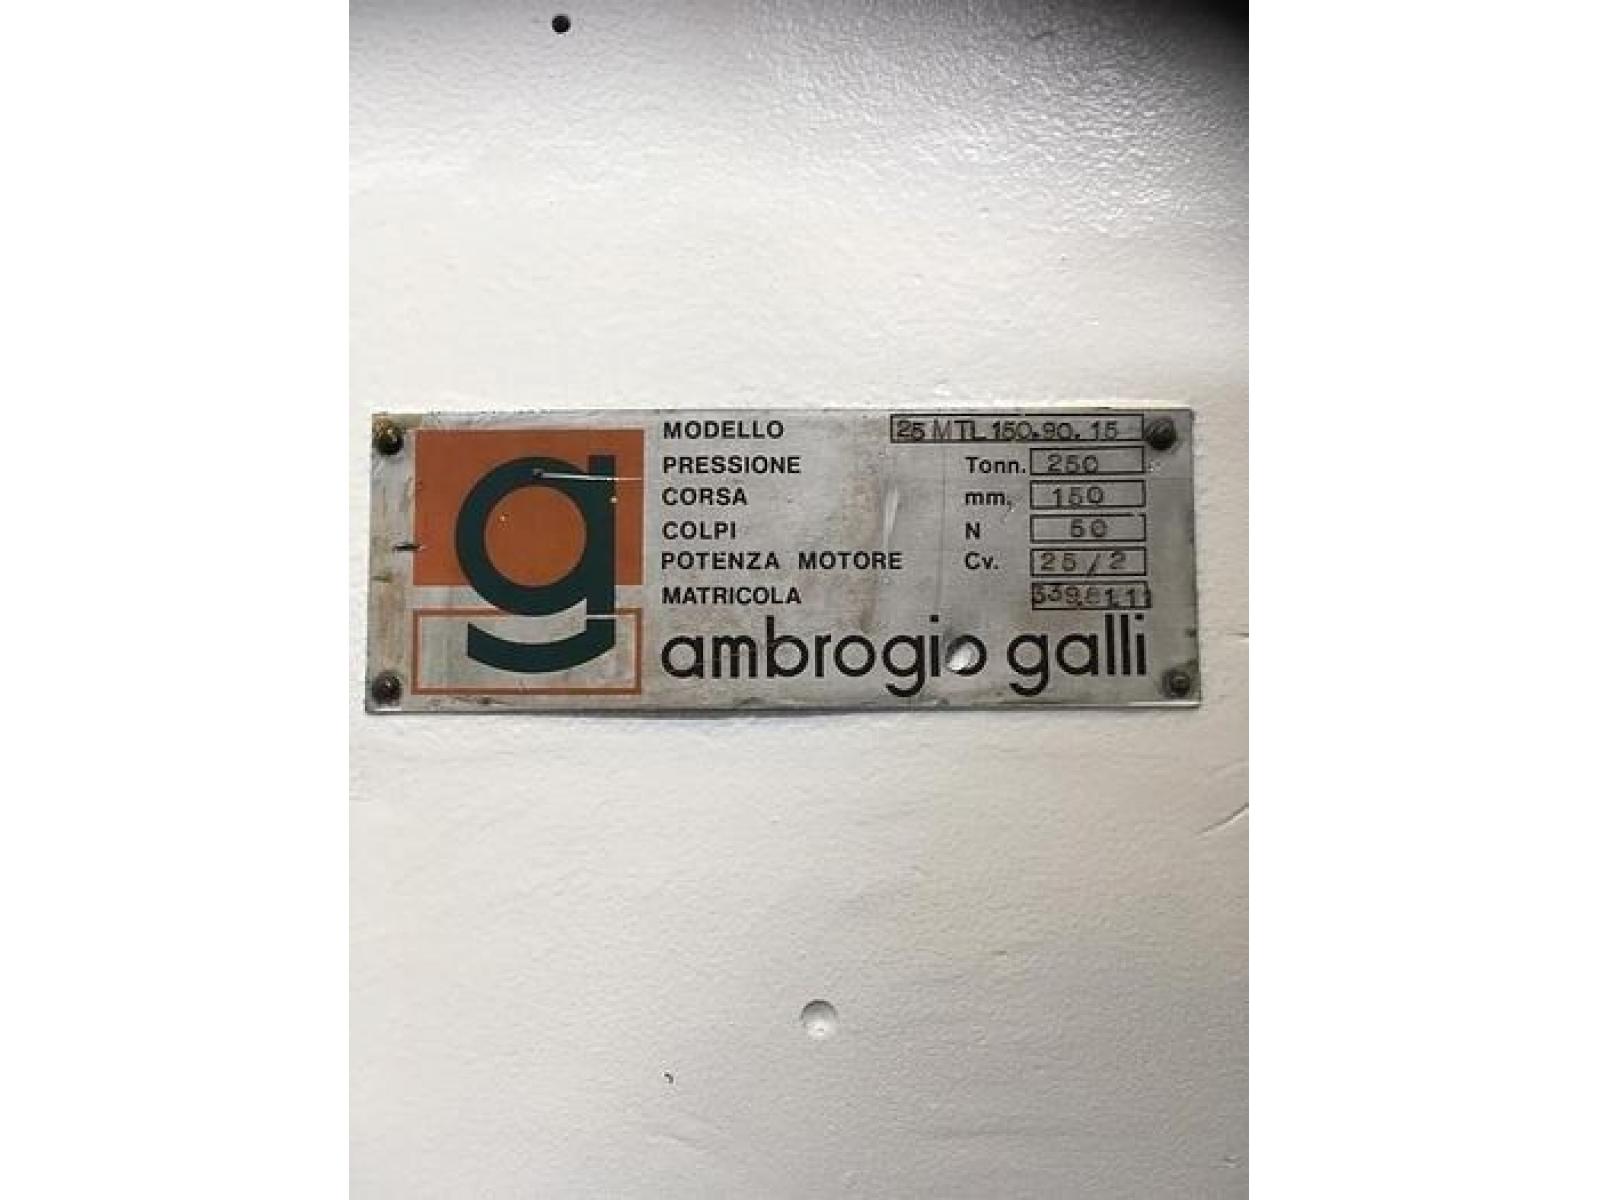 g
MODELLO 25 MTL 150.90.15
PRESSIONE Tonn. 250
CORSA mm. 150
COLPI N 50
POTENZA MOTORE Cv. 25/2
MATRICOLA
ambrogio galli